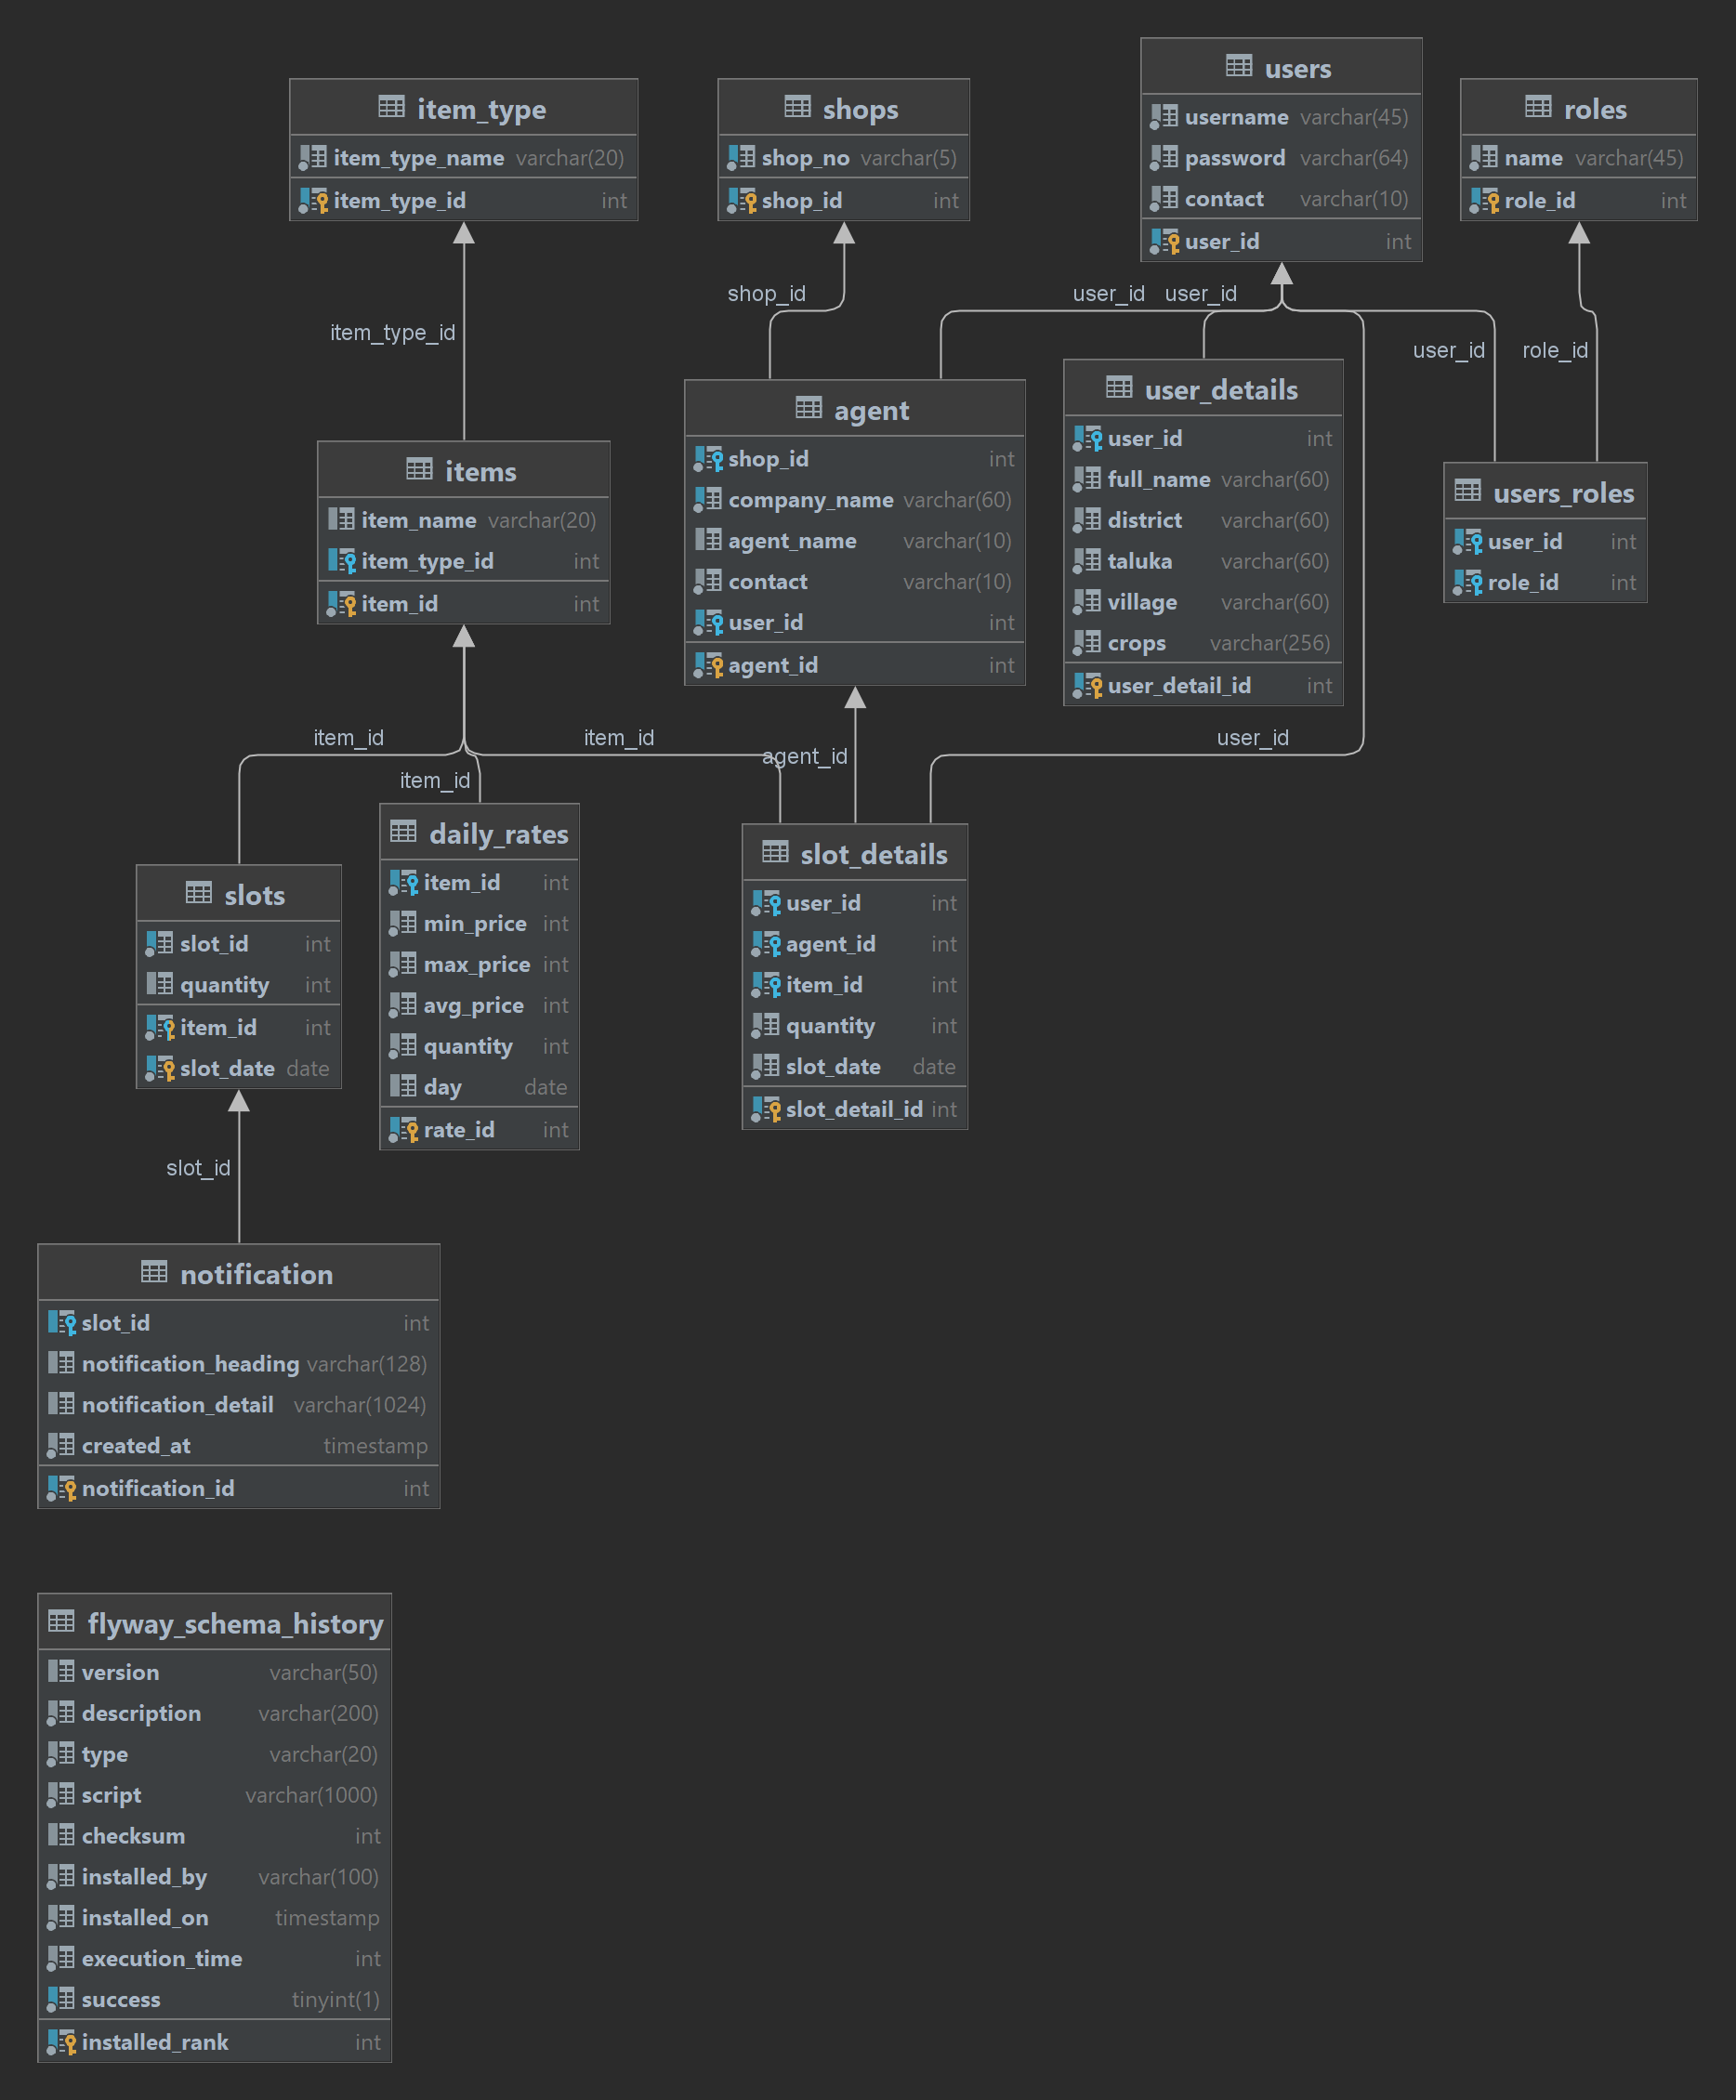 item_type
item_type_name varchar(20)
item_type_id int
shops
shop_no varchar(5)
shop_id int
users
username varchar(45)
password varchar(64)
contact varchar(10)
user_id int
roles
name varchar(45)
role_id int
item_type_id
shop_id
user_id
user_id
user_id
role_id
items
item_name varchar(20)
item_type_id int
item_id int
agent
shop_id int
company_name varchar(60)
agent_name varchar(10)
contact varchar(10)
user_id int
agent_id int
user_details
user_id int
full_name varchar(60)
district varchar(60)
taluka varchar(60)
village varchar(60)
crops varchar(256)
user_detail_id int
users_roles
user_id int
role_id int
item_id
item_id
item_id
agent_id
user_id
slots
slot_id int
quantity int
item_id int
slot_date date
daily_rates
item_id int
min_price int
max_price int
avg_price int
quantity int
day date
rate_id int
slot_details
user_id int
agent_id int
item_id int
quantity int
slot_date date
slot_detail_id int
slot_id
notification
slot_id int
notification_heading varchar(128)
notification_detail varchar(1024)
created_at timestamp
notification_id int
flyway_schema_history
version varchar(50)
description varchar(200)
type varchar(20)
script varchar(1000)
checksum int
installed_by varchar(100)
installed_on timestamp
execution_time int
success tinyint(1)
installed_rank int